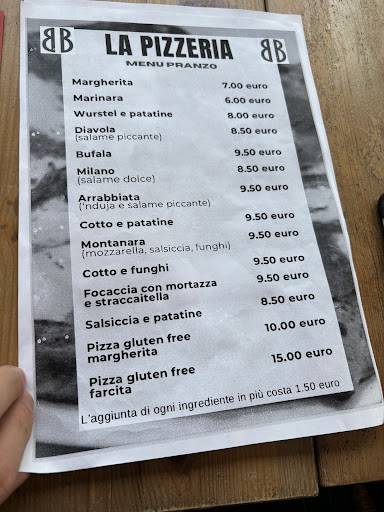 BB LA PIZZERIA BB
MENU PRANZO
Margherita 7.00 euro
Marinara 6.00 euro
Wurstel e patatine 8.00 euro
Diavola 8.50 euro
(salame piccante)
Bufala 9.50 euro
Milano 8.50 euro
(salame dolce)
Arrabbiata 9.50 euro
('nduja e salame piccante)
Cotto e patatine 9.50 euro
Montanara 9.50 euro
(mozzarella, salsiccia, funghi)
Cotto e funghi 9.50 euro
Focaccia con mortazza 9.50 euro
e straccaitella
Salsiccia e patatine 8.50 euro
Pizza gluten free 10.00 euro
margherita
Pizza gluten free 15.00 euro
farcita
L'aggiunta di ogni ingrediente in più costa 1.50 euro